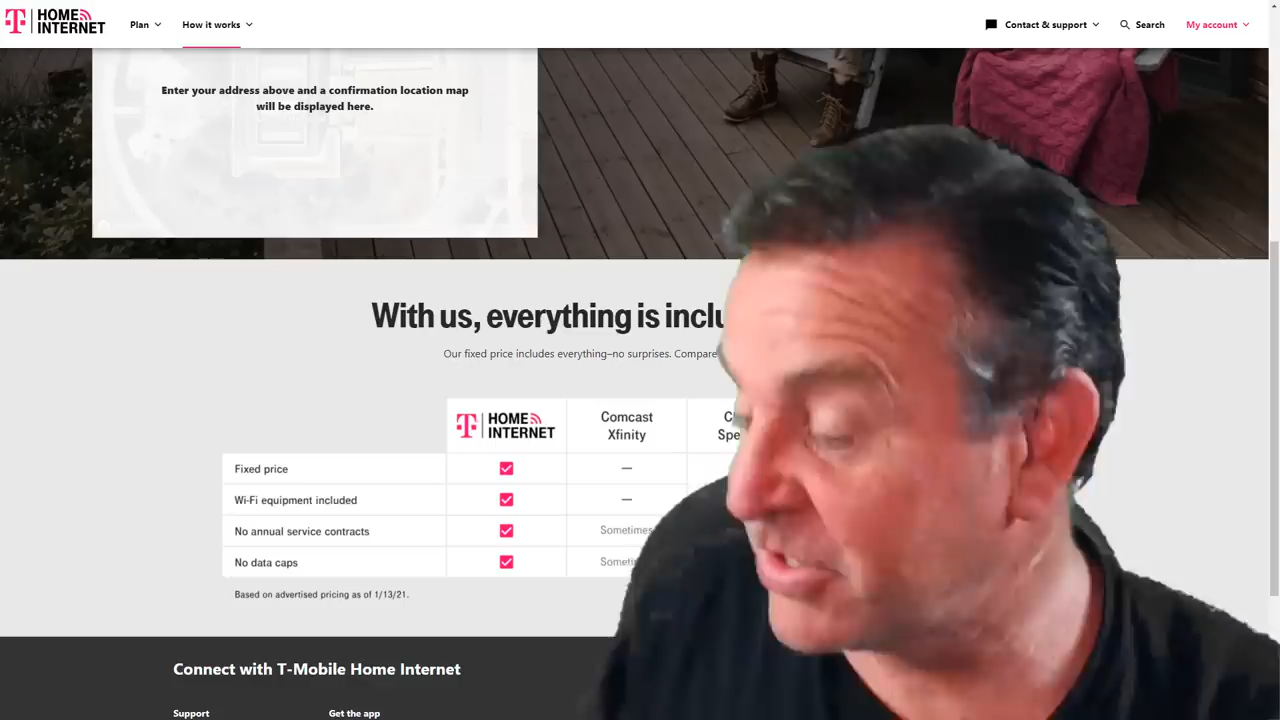 T HOME INTERNET
Plan
How it works
Contact & support
Search
My account
Enter your address above and a confirmation location map
will be displayed here.
With us, everything is
Our fixed price includes everything–no surprises. Compare
T HOME INTERNET
Comcast
Xfinity
Fixed price
—
Wi-Fi equipment included
—
No annual service contracts
Sometimes
No data caps
Based on advertised pricing as of 1/13/21.
Connect with T-Mobile Home Internet
Support
Get the app